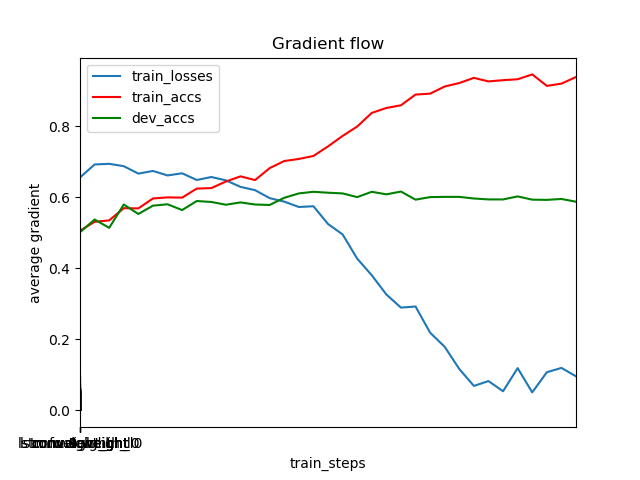 Gradient flow
train_losses
train_accs
dev_accs
average gradient
0.8
0.6
0.4
0.2
0.0
train_steps